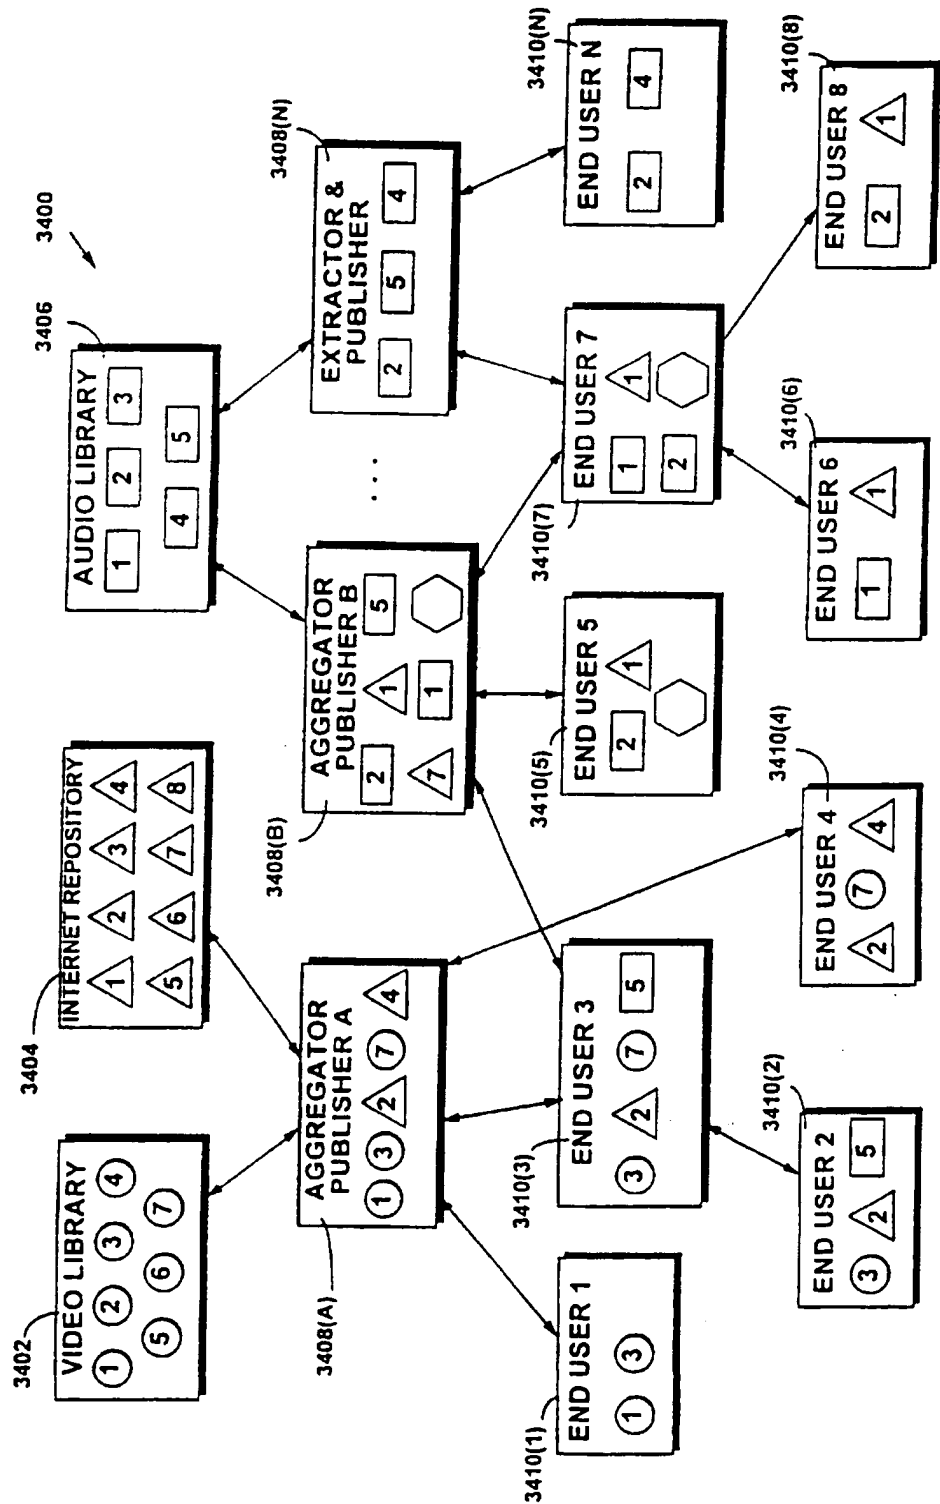 3400
3402
VIDEO LIBRARY
1 2 3 4
5 6 7
3404
INTERNET REPOSITORY
1 2 3 4
5 6 7 8
3406
AUDIO LIBRARY
1 2 3
4 5
3408(A)
AGGREGATOR
PUBLISHER A
1 3 2 7 4
3408(B)
AGGREGATOR
PUBLISHER B
2 1 5
7 1
. . .
3408(N)
EXTRACTOR &
PUBLISHER
2 5 4
3410(1)
END USER 1
1 3
3410(3)
END USER 3
3 2 7 5
3410(5)
END USER 5
2 1
3410(7)
END USER 7
1 1
2
3410(N)
END USER N
2 4
3410(2)
END USER 2
3 2 5
3410(4)
END USER 4
2 7 4
3410(6)
END USER 6
1 1
3410(8)
END USER 8
2 1